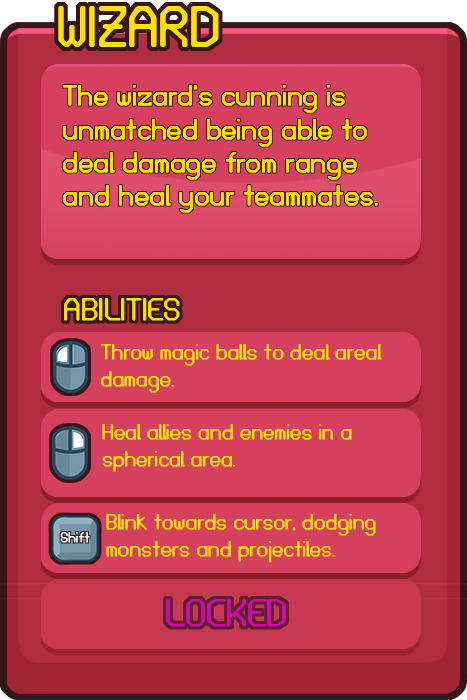 WIZARD
The wizard's cunning is
unmatched being able to
deal damage from range
and heal your teammates.
ABILITIES
Throw magic balls to deal areal
damage.
Heal allies and enemies in a
spherical area.
Shift
Blink towards cursor, dodging
monsters and projectiles.
LOCKED